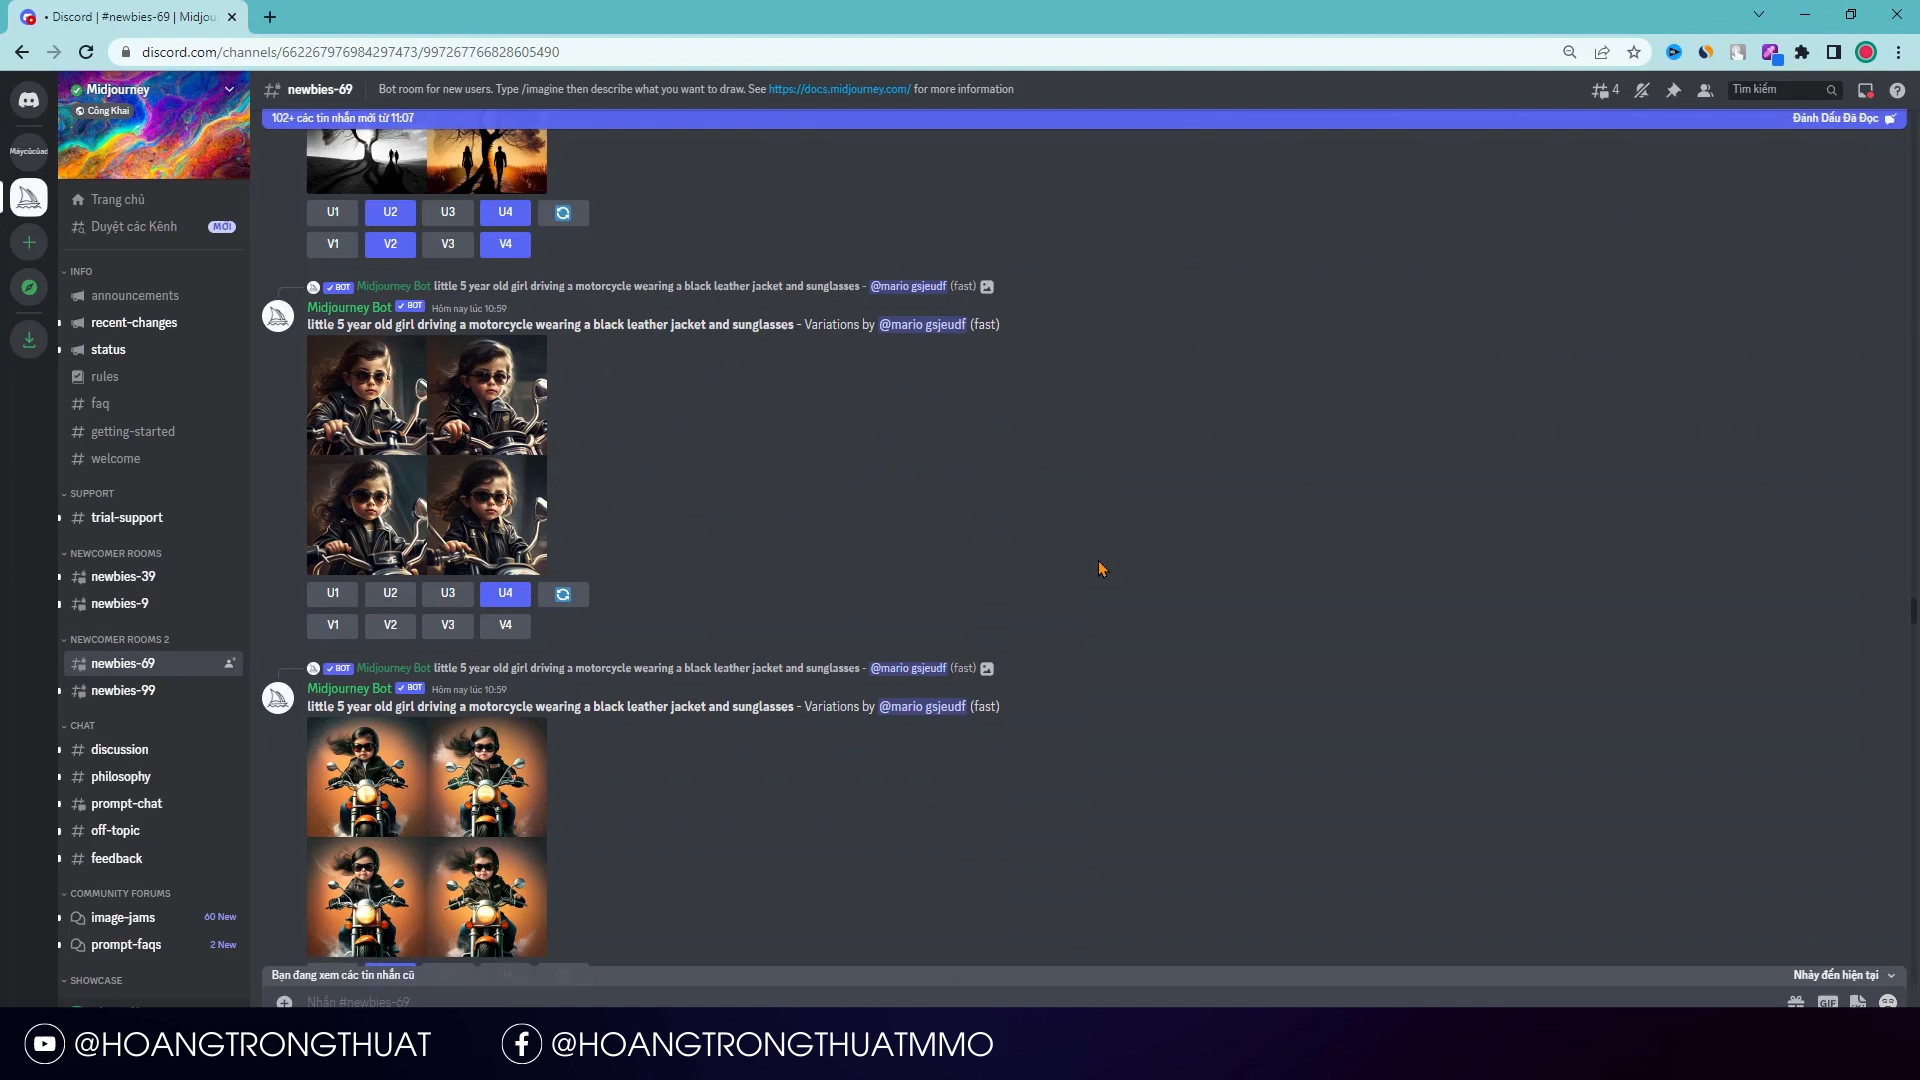 • Discord | #newbies-69 | Midjou
discord.com/channels/662267976984297473/997267766828605490
Midjourney
Công Khai
newbies-69
Bot room for new users. Type /imagine then describe what you want to draw. See https://docs.midjourney.com/ for more information
4
Tìm kiếm
102+ các tin nhắn mới từ 11:07
Đánh Dấu Đã Đọc
Trang chủ
Duyệt các Kênh
MỚI
INFO
announcements
recent-changes
status
rules
faq
getting-started
welcome
SUPPORT
trial-support
NEWCOMER ROOMS
newbies-39
newbies-9
NEWCOMER ROOMS 2
newbies-69
newbies-99
CHAT
discussion
philosophy
prompt-chat
off-topic
feedback
COMMUNITY FORUMS
image-jams
60 New
prompt-faqs
2 New
SHOWCASE
U1 U2 U3 U4
V1 V2 V3 V4
BOT Midjourney Bot little 5 year old girl driving a motorcycle wearing a black leather jacket and sunglasses - @mario gsjeudf (fast)
Midjourney Bot BOT Hôm nay lúc 10:59
little 5 year old girl driving a motorcycle wearing a black leather jacket and sunglasses - Variations by @mario gsjeudf (fast)
U1 U2 U3 U4
V1 V2 V3 V4
BOT Midjourney Bot little 5 year old girl driving a motorcycle wearing a black leather jacket and sunglasses - @mario gsjeudf (fast)
Midjourney Bot BOT Hôm nay lúc 10:59
little 5 year old girl driving a motorcycle wearing a black leather jacket and sunglasses - Variations by @mario gsjeudf (fast)
Bạn đang xem các tin nhắn cũ
Nhảy đến hiện tại
Nhắn #newbies-69
GIF
@HOANGTRONGTHUAT
@HOANGTRONGTHUATMMO